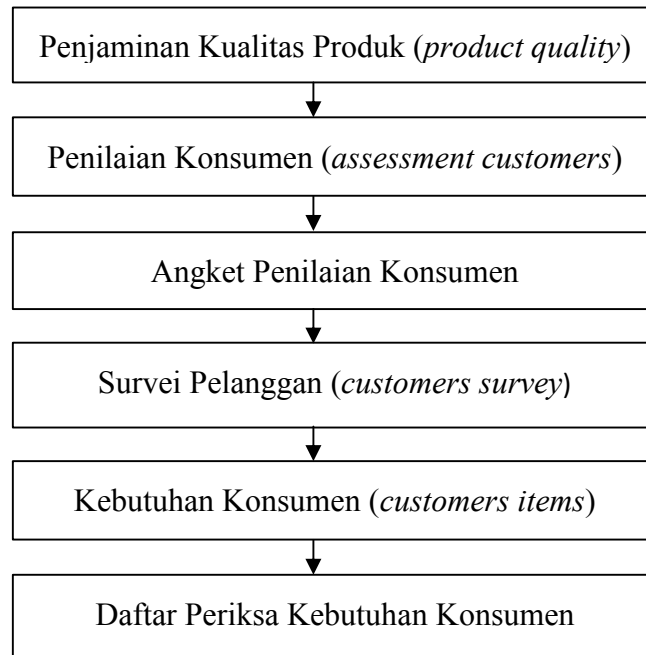 Penjaminan Kualitas Produk (product quality)
Penilaian Konsumen (assessment customers)
Angket Penilaian Konsumen
Survei Pelanggan (customers survey)
Kebutuhan Konsumen (customers items)
Daftar Periksa Kebutuhan Konsumen